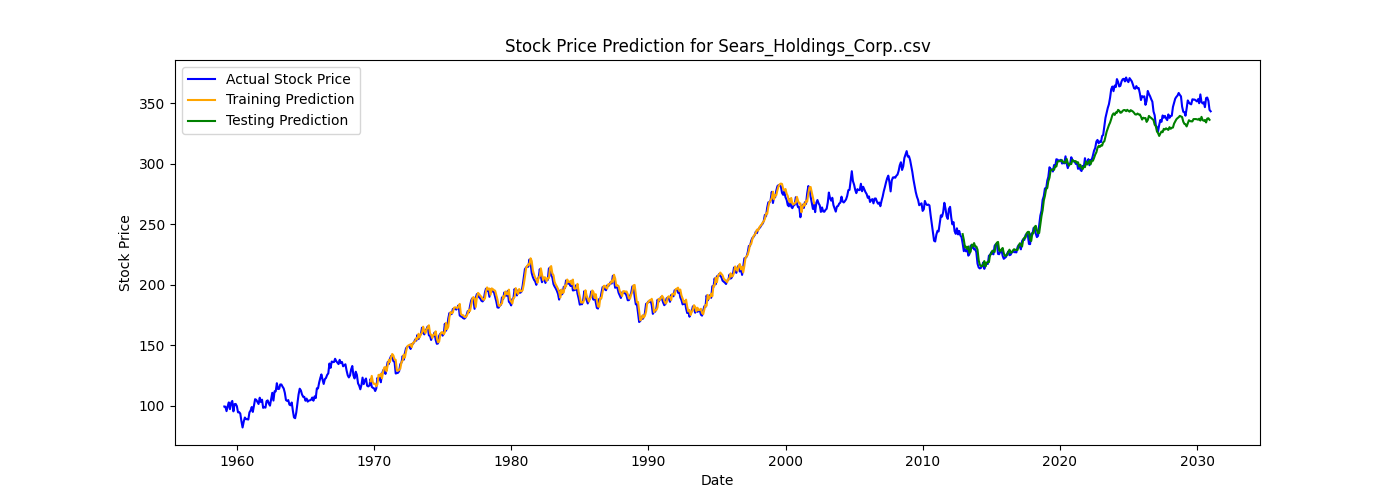 Stock Price Prediction for Sears_Holdings_Corp..csv
Actual Stock Price
Training Prediction
Testing Prediction
350
300
250
200
150
100
Stock Price
1960 1970 1980 1990 2000 2010 2020 2030
Date